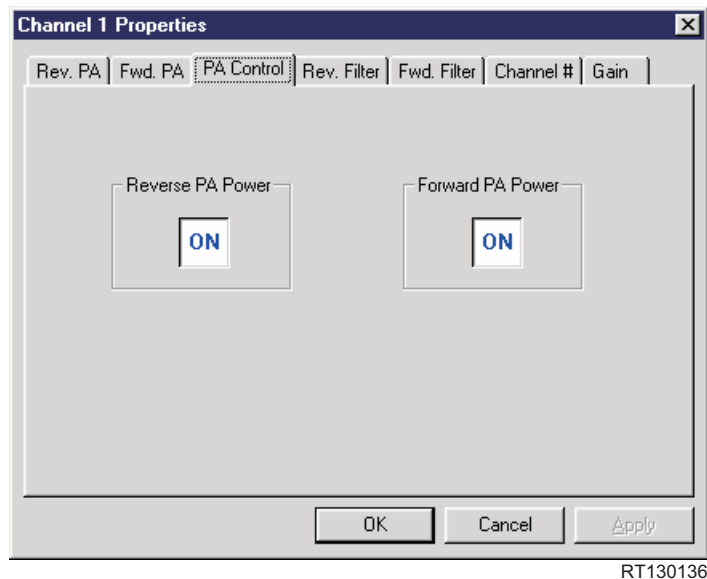 Channel 1 Properties
Rev. PA Fwd. PA PA Control Rev. Filter Fwd. Filter Channel # Gain
Reverse PA Power Forward PA Power
ON ON
OK Cancel Apply
RT130136